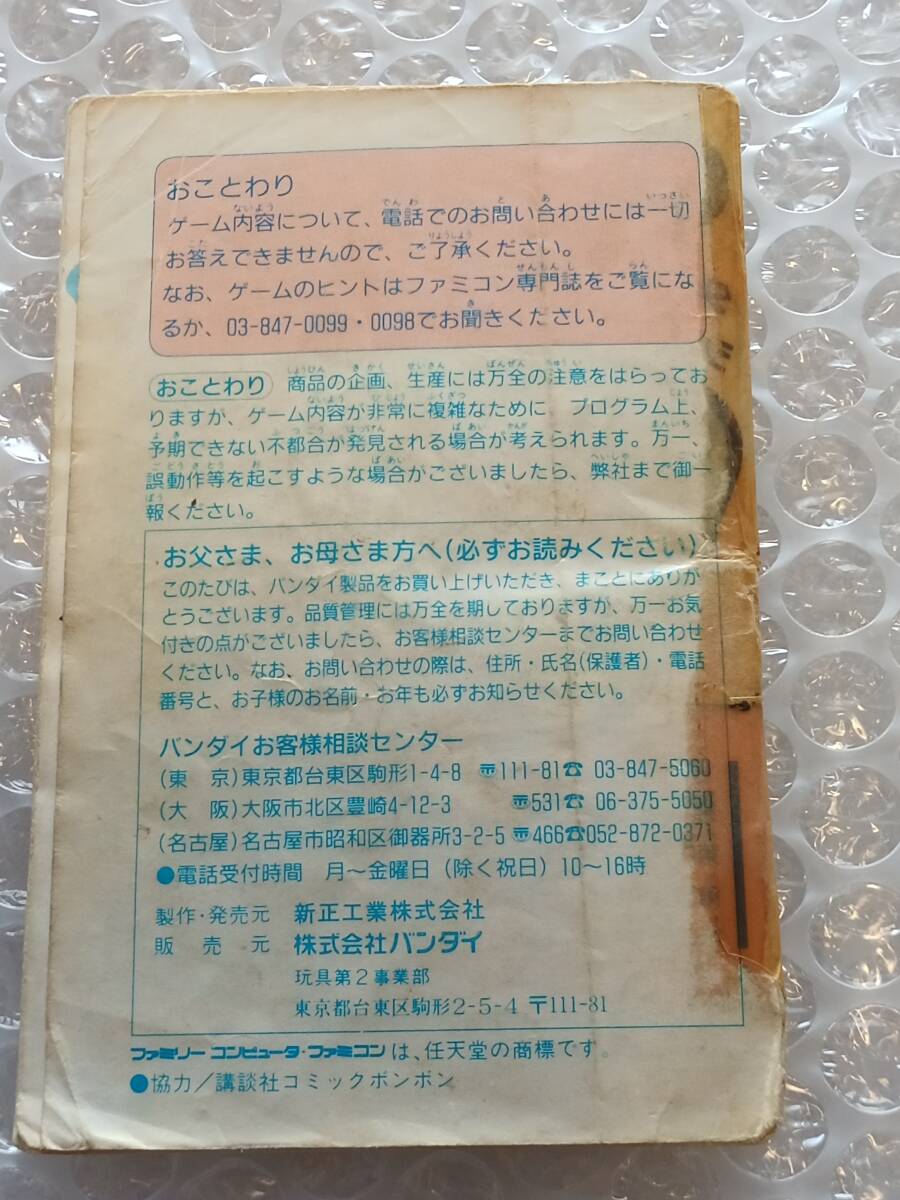 おことわり
ゲーム内容について、電話でのお問い合わせには一切
お答えできませんので、ご了承ください。
なお、ゲームのヒントはファミコン専門誌をご覧にな
るか、03-847-0099・0098でお聞きください。
おことわり 商品の企画、生産には万全の注意をはらってお
りますが、ゲーム内容が非常に複雑なために プログラム上、
予期できない不都合が発見される場合が考えられます。万一、
誤動作等を起こすような場合がございましたら、弊社まで御一
報ください。
お父さま、お母さま方へ(必ずお読みください)
このたびは、バンダイ製品をお買い上げいただき、まことにありが
とうございます。品質管理には万全を期しておりますが、万一お気
付きの点がございましたら、お客様相談センターまでお問い合わせ
ください。なお、お問い合わせの際は、住所・氏名(保護者)・電話
番号と、お子様のお名前・お年も必ずお知らせください。
バンダイお客様相談センター
(東 京)東京都台東区駒形1-4-8 〠111-81☎ 03-847-5060
(大 阪)大阪市北区豊崎4-12-3 〠531☎ 06-375-5050
(名古屋)名古屋市昭和区御器所3-2-5 〠466☎052-872-0371
●電話受付時間 月〜金曜日(除く祝日)10〜16時
製作・発売元 新正工業株式会社
販売元 株式会社バンダイ
玩具第2事業部
東京都台東区駒形2-5-4 〒111-81
ファミリーコンピュータ・ファミコンは、任天堂の商標です。
●協力/講談社コミックボンボン